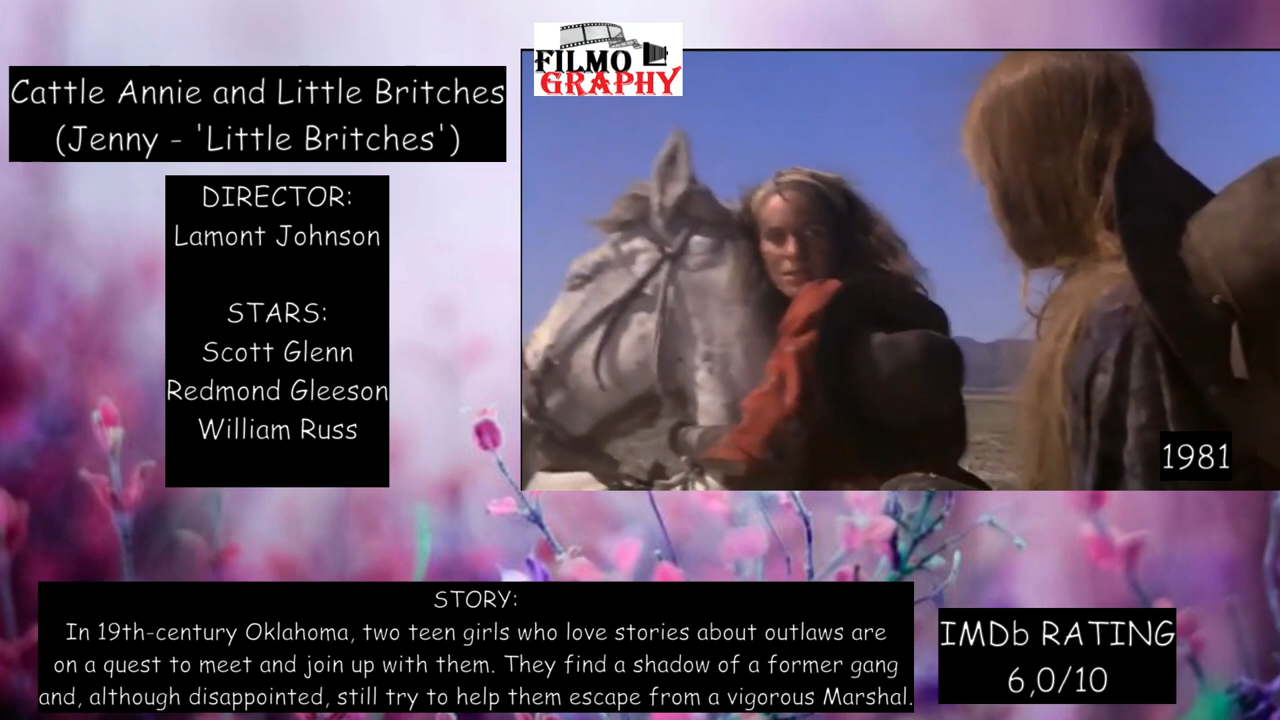 FILMO
GRAPHY
Cattle Annie and Little Britches
(Jenny - 'Little Britches')
DIRECTOR:
Lamont Johnson
STARS:
Scott Glenn
Redmond Gleeson
William Russ
1981
STORY:
In 19th-century Oklahoma, two teen girls who love stories about outlaws are
on a quest to meet and join up with them. They find a shadow of a former gang
and, although disappointed, still try to help them escape from a vigorous Marshal.
IMDb RATING
6,0/10